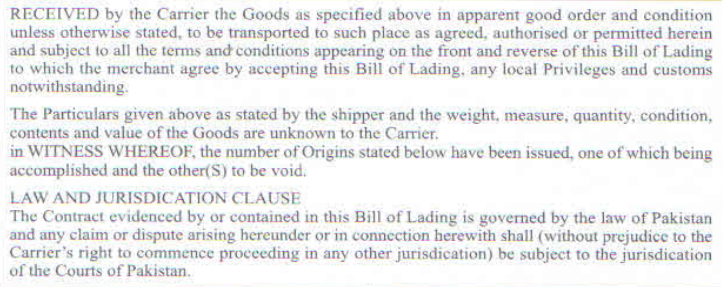 RECEIVED by the Carrier the Goods as specified above in apparent good order and condition
unless otherwise stated, to be transported to such place as agreed, authorised or permitted herein
and subject to all the terms and conditions appearing on the front and reverse of this Bill of Lading
to which the merchant agree by accepting this Bill of Lading, any local Privileges and customs
notwithstanding.
The Particulars given above as stated by the shipper and the weight, measure, quantity, condition,
contents and value of the Goods are unknown to the Carrier.
in WITNESS WHEREOF, the number of Origins stated below have been issued, one of which being
accomplished and the other(S) to be void.
LAW AND JURISDICATION CLAUSE
The Contract evidenced by or contained in this Bill of Lading is governed by the law of Pakistan
and any claim or dispute arising hereunder or in connection herewith shall (without prejudice to the
Carrier's right to commence proceeding in any other jurisdication) be subject to the jurisdication
of the Courts of Pakistan.